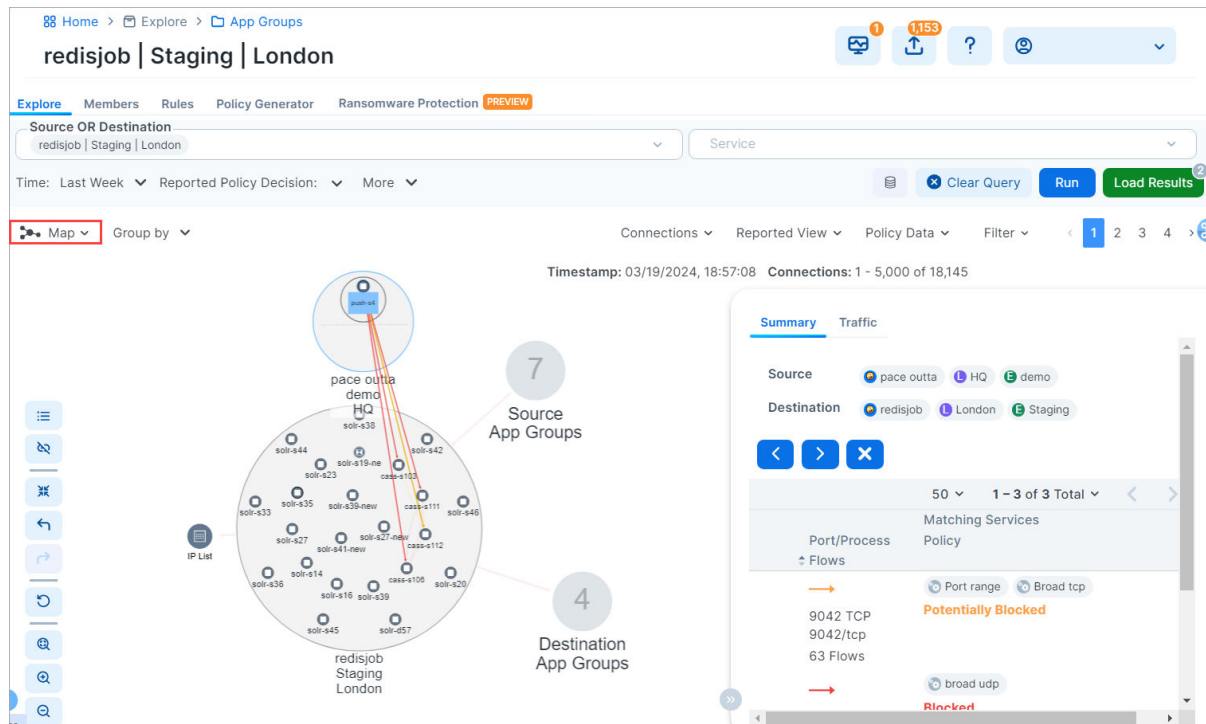 Home > Explore > App Groups
redisjob | Staging | London
1
1,153
?
Explore Members Rules Policy Generator Ransomware Protection PREVIEW
Source OR Destination
redisjob | Staging | London
Service
Time: Last Week Reported Policy Decision: More
Clear Query Run Load Results 2
Map Group by Connections Reported View Policy Data Filter < 1 2 3 4 >
Timestamp: 03/19/2024, 18:57:08 Connections: 1 - 5,000 of 18,145
push-s4
pace outta
demo
HQ
7
Source
App Groups
solr-s38
solr-s44
solr-s42
solr-s19-ne
solr-s23
cass-s103
solr-s35
solr-s33
solr-s39-new
cass-s111
solr-s46
solr-s27
solr-s27-new
solr-s41-new
cass-s112
IP List
solr-s14
solr-s36
cass-s106
solr-s20
solr-s16
solr-s39
solr-s45
solr-d57
redisjob
Staging
London
4
Destination
App Groups
Summary Traffic
Source pace outta L HQ E demo
Destination redisjob L London E Staging
50 1 – 3 of 3 Total
Matching Services
Port/Process Policy
Flows
Port range Broad tcp
Potentially Blocked
9042 TCP
9042/tcp
63 Flows
broad udp
Blocked